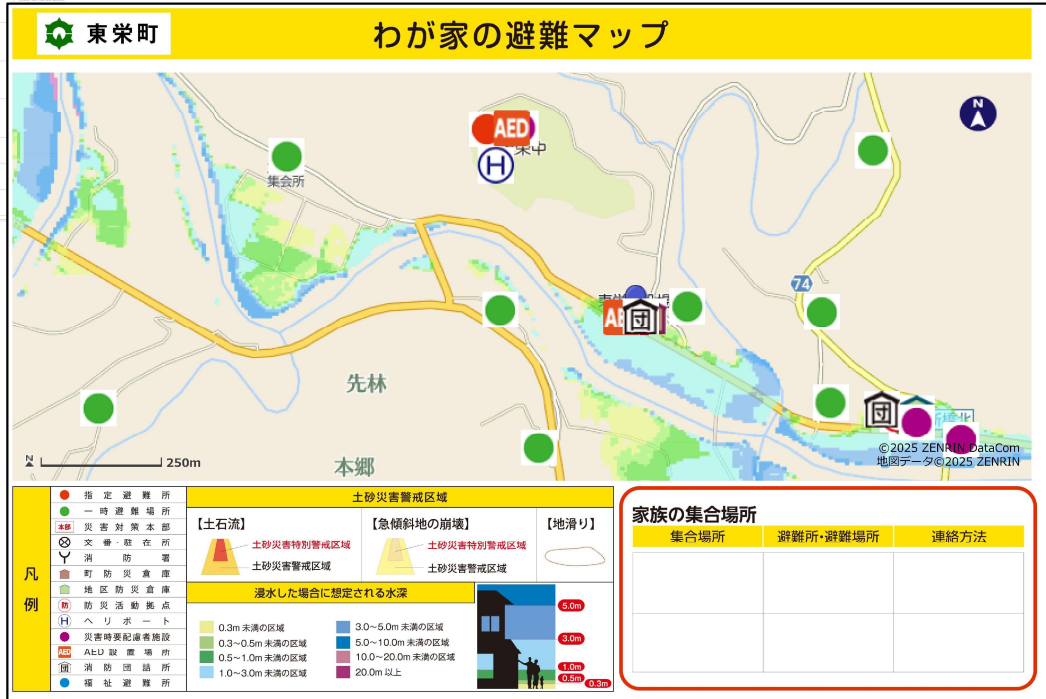 東栄町
わが家の避難マップ
N
AED
栄中
H
集会所
74
団
先林
団
N
250m
本郷
©2025 ZENRIN DataCom
地図データ©2025 ZENRIN
凡例
指定避難所
一時避難場所
本部 災害対策本部
交番・駐在所
消防署
町防災倉庫
地区防災倉庫
防 防災活動拠点
H ヘリポート
災害時要配慮者施設
AED AED設置場所
団 消防団詰所
福祉避難所
土砂災害警戒区域
【土石流】
土砂災害特別警戒区域
土砂災害警戒区域
【急傾斜地の崩壊】
土砂災害特別警戒区域
土砂災害警戒区域
【地滑り】
浸水した場合に想定される水深
0.3m 未満の区域
0.3〜0.5m 未満の区域
0.5〜1.0m 未満の区域
1.0〜3.0m 未満の区域
3.0〜5.0m 未満の区域
5.0〜10.0m 未満の区域
10.0〜20.0m 未満の区域
20.0m 以上
5.0m
3.0m
1.0m
0.5m
0.3m
家族の集合場所
集合場所 避難所・避難場所 連絡方法